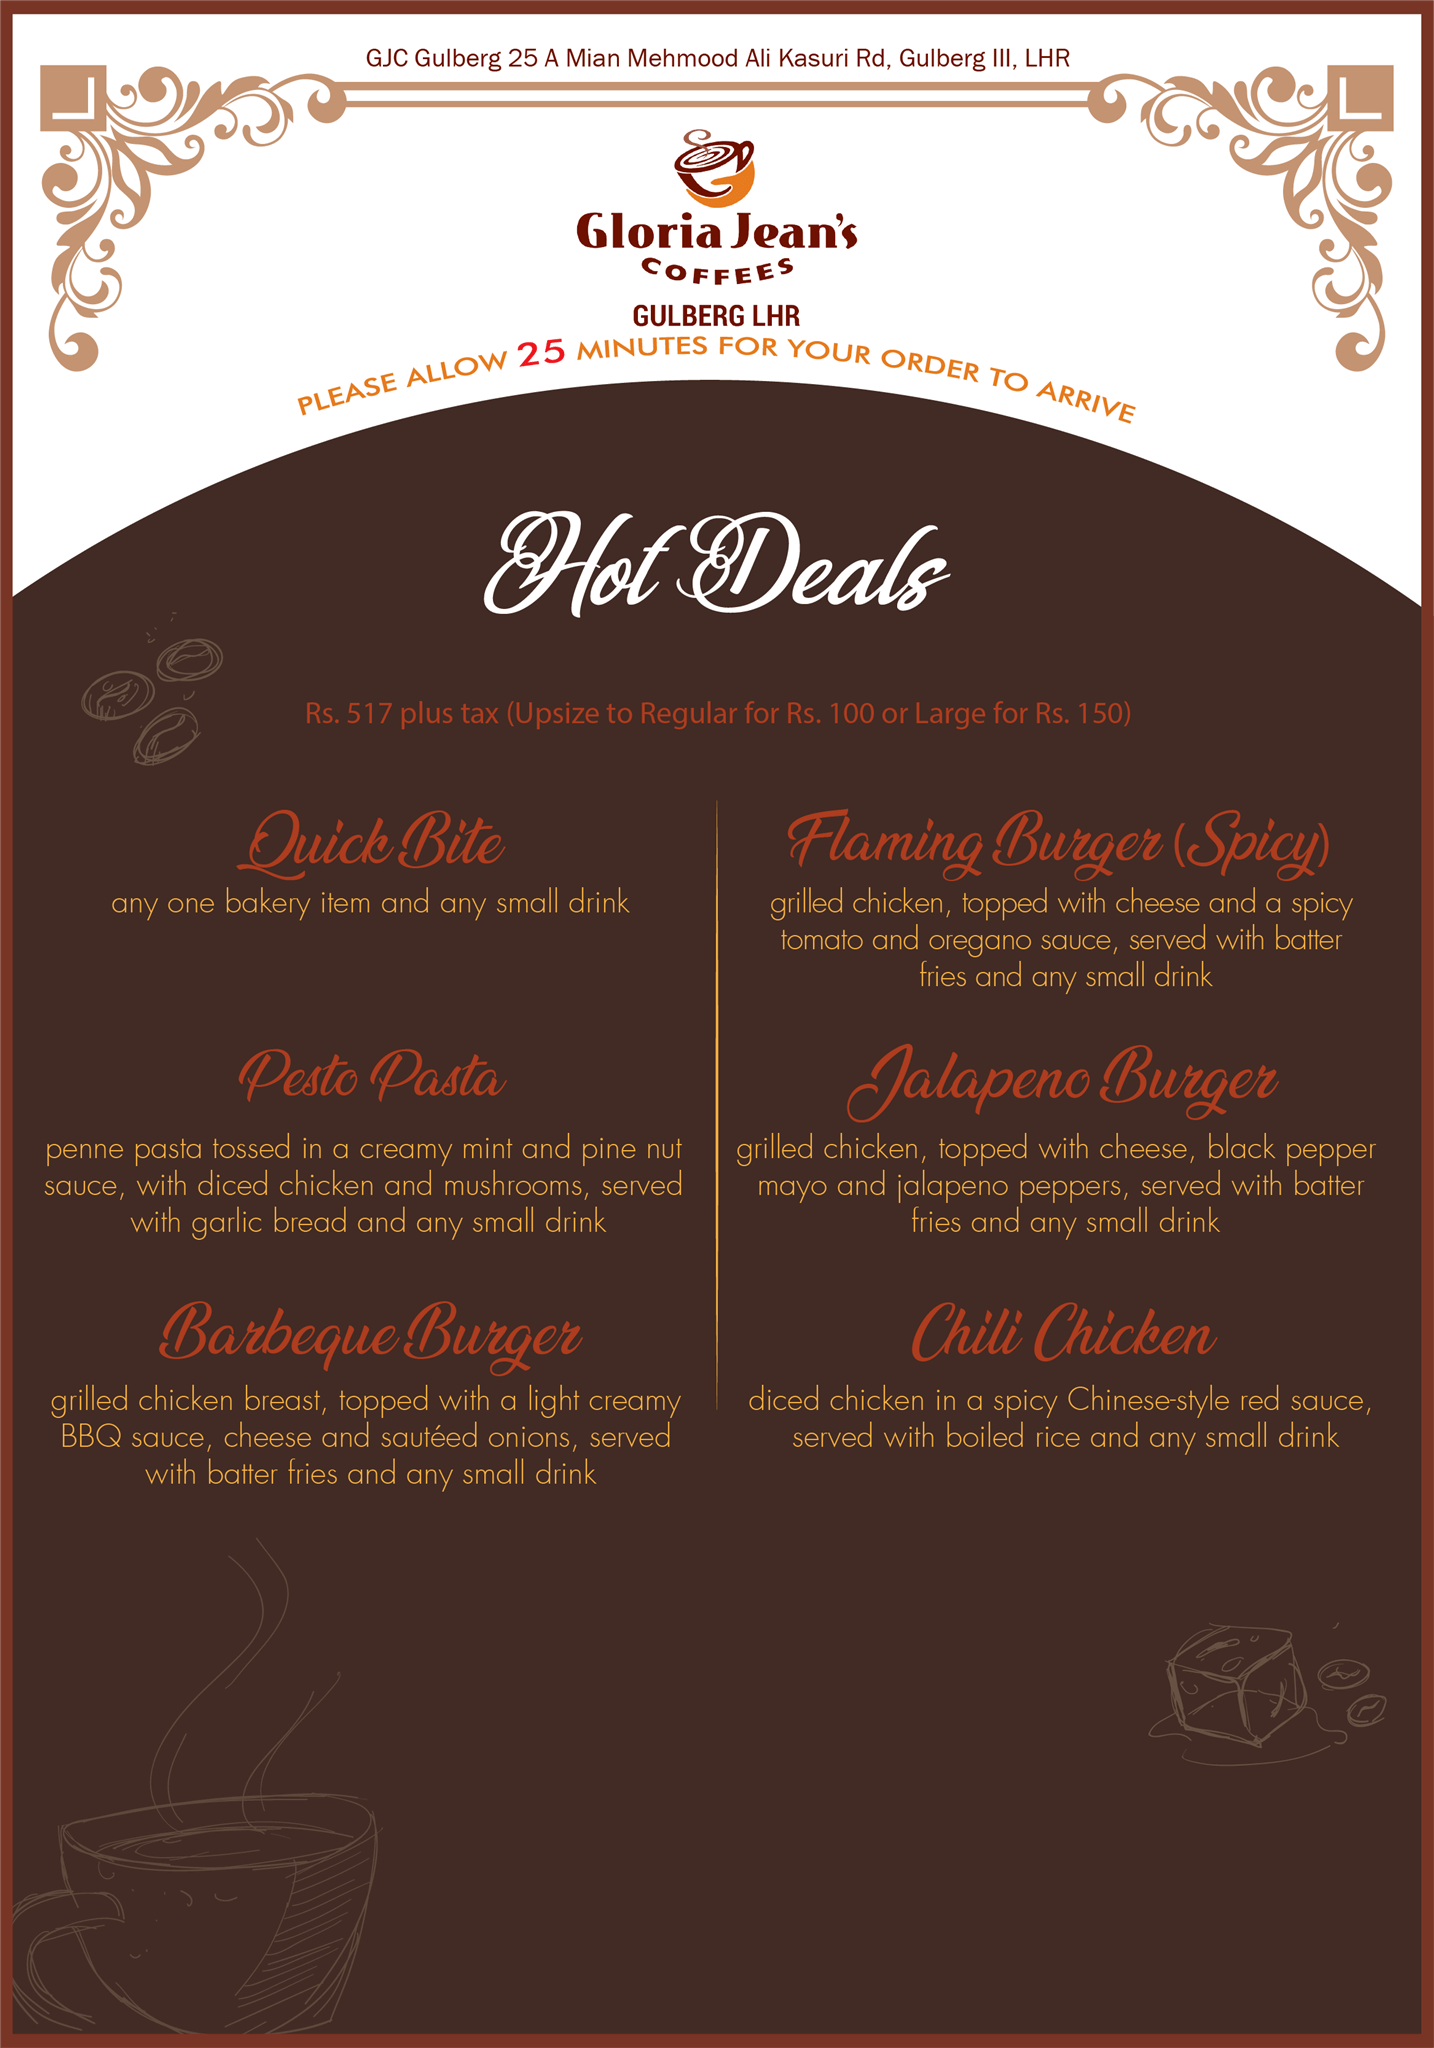 GJC Gulberg 25 A Mian Mehmood Ali Kasuri Rd, Gulberg III, LHR
Gloria Jean's
COFFEES
GULBERG LHR
PLEASE ALLOW 25 MINUTES FOR YOUR ORDER TO ARRIVE
Hot Deals
Rs. 517 plus tax (Upsize to Regular for Rs. 100 or Large for Rs. 150)
Quick Bite
any one bakery item and any small drink
Pesto Pasta
penne pasta tossed in a creamy mint and pine nut
sauce, with diced chicken and mushrooms, served
with garlic bread and any small drink
Barbeque Burger
grilled chicken breast, topped with a light creamy
BBQ sauce, cheese and sautéed onions, served
with batter fries and any small drink
Flaming Burger (Spicy)
grilled chicken, topped with cheese and a spicy
tomato and oregano sauce, served with batter
fries and any small drink
Jalapeno Burger
grilled chicken, topped with cheese, black pepper
mayo and jalapeno peppers, served with batter
fries and any small drink
Chili Chicken
diced chicken in a spicy Chinese-style red sauce,
served with boiled rice and any small drink